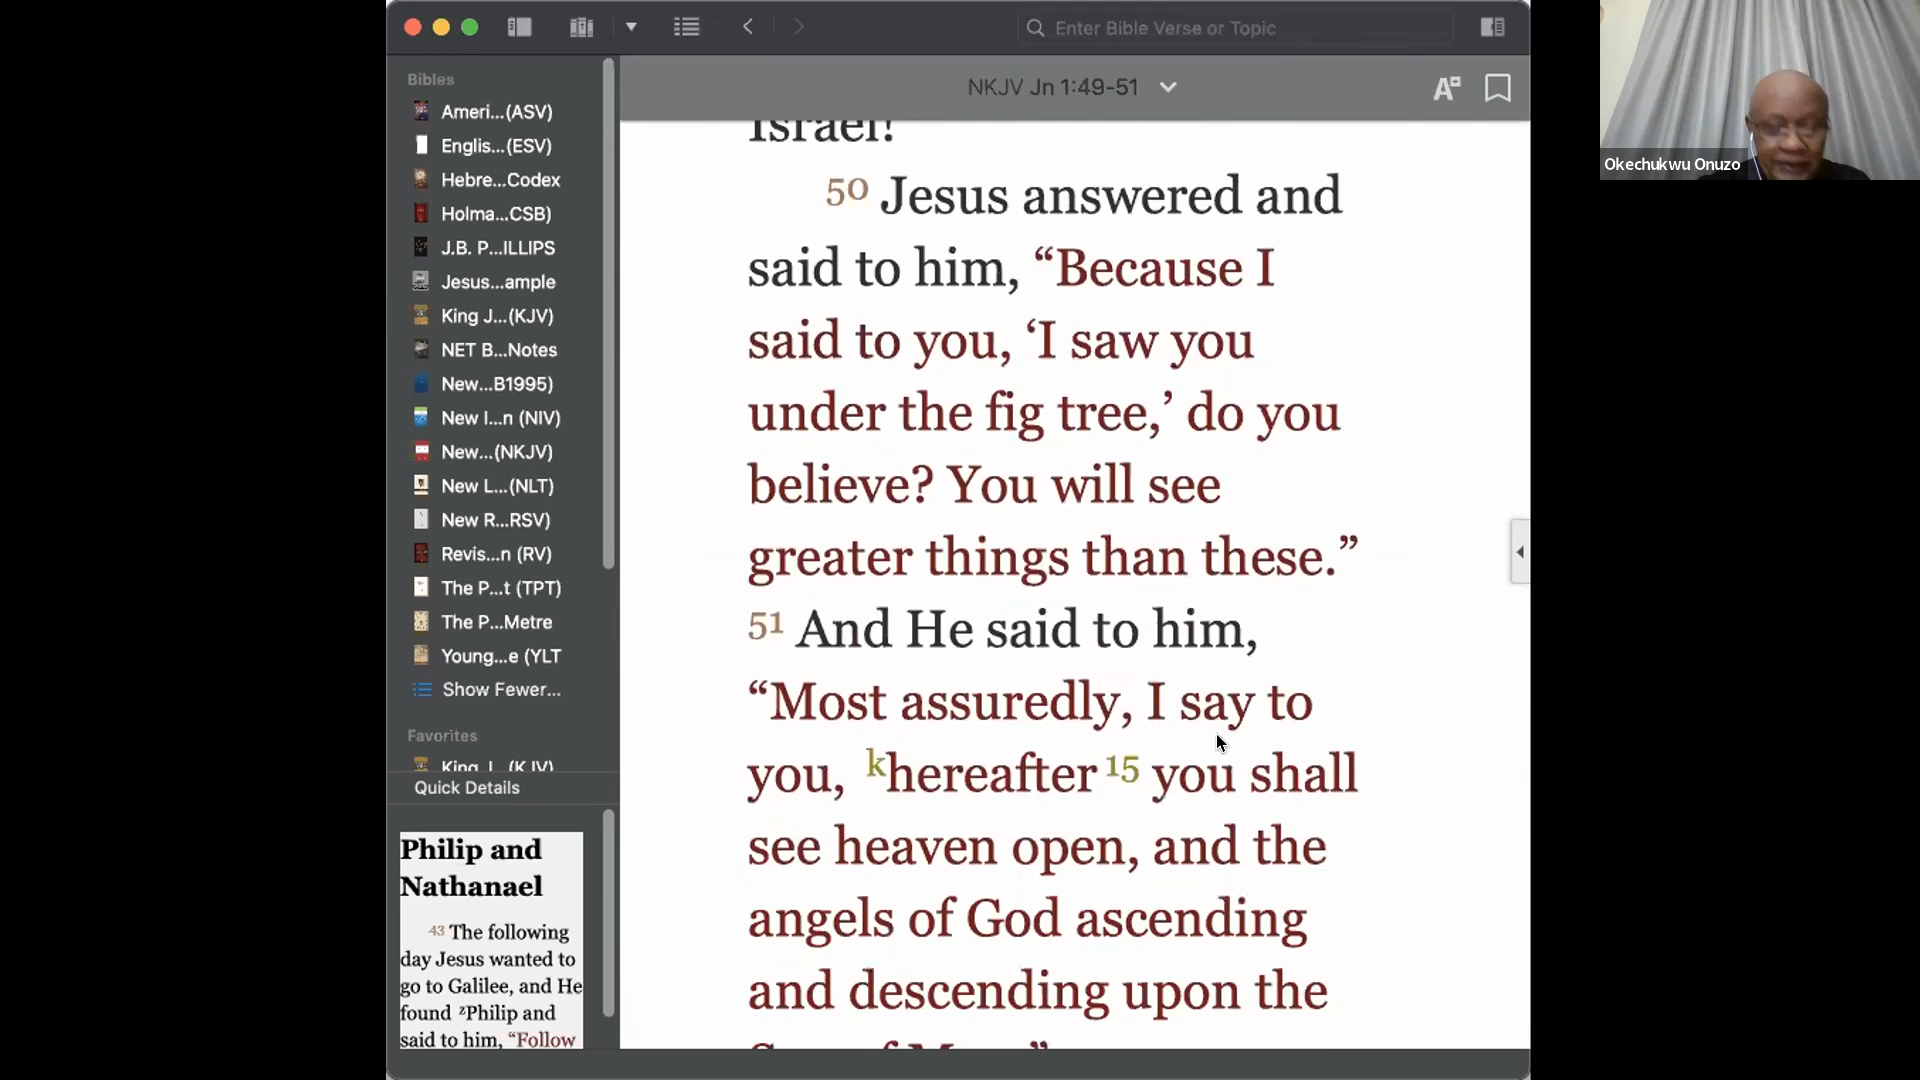 Enter Bible Verse or Topic
Bibles
Ameri...(ASV)
Englis...(ESV)
Hebre...Codex
Holma...CSB)
J.B. P...ILLIPS
Jesus...ample
King J...(KJV)
NET B...Notes
New...B1995)
New I...n (NIV)
New...(NKJV)
New L...(NLT)
New R...RSV)
Revis...n (RV)
The P...t (TPT)
The P...Metre
Young...e (YLT
Show Fewer...
Favorites
King J...(KJV)
Quick Details
Philip and
Nathanael
43 The following
day Jesus wanted to
go to Galilee, and He
found zPhilip and
said to him, “Follow
NKJV Jn 1:49-51
A
Israel!
50 Jesus answered and
said to him, “Because I
said to you, ‘I saw you
under the fig tree,’ do you
believe? You will see
greater things than these.”
51 And He said to him,
“Most assuredly, I say to
you, khereafter 15 you shall
see heaven open, and the
angels of God ascending
and descending upon the
Okechukwu Onuzo